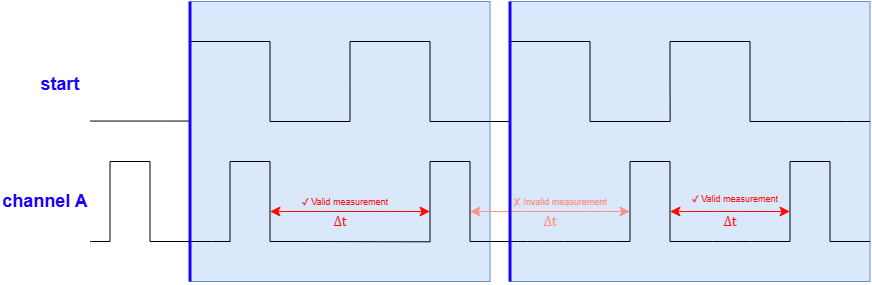 start
channel A
✓ Valid measurement
Δt
✗ Invalid measurement
Δt
✓ Valid measurement
Δt